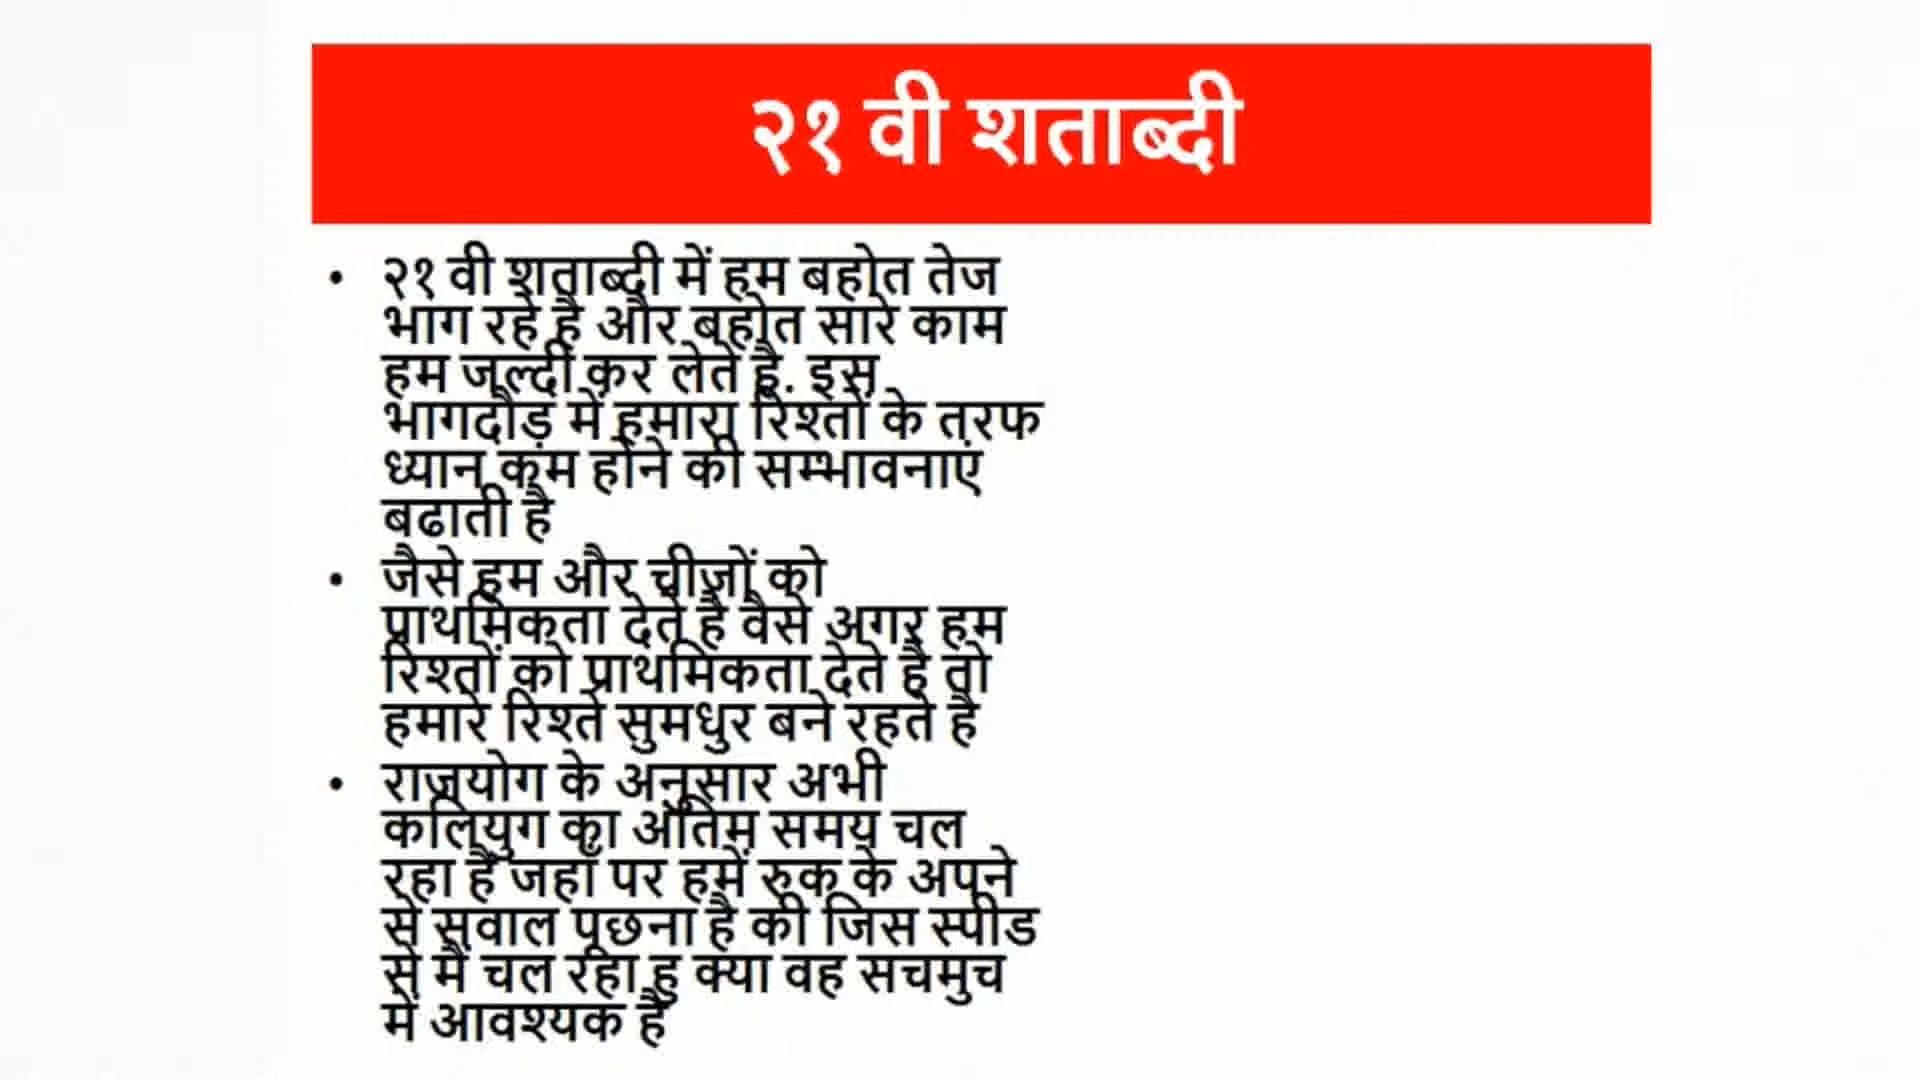 २१ वी शताब्दी
• २१ वी शताब्दी में हम बहोत तेज
भाग रहे है और बहोत सारे काम
हम जल्दी कर लेते है. इस
भागदौड़ में हमारा रिश्तों के तरफ
ध्यान कम होने की सम्भावनाएं
बढाती है
• जैसे हम और चीजों को
प्राथमिकता देते है वैसे अगर हम
रिश्तों को प्राथमिकता देते है तो
हमारे रिश्ते सुमधुर बने रहते है
• राजयोग के अनुसार अभी
कलियुग का अंतिम समय चल
रहा हैं जहाँ पर हमें रुक के अपने
से सवाल पूछना है की जिस स्पीड
से मैं चल रहा हु क्या वह सचमुच
में आवश्यक हैं